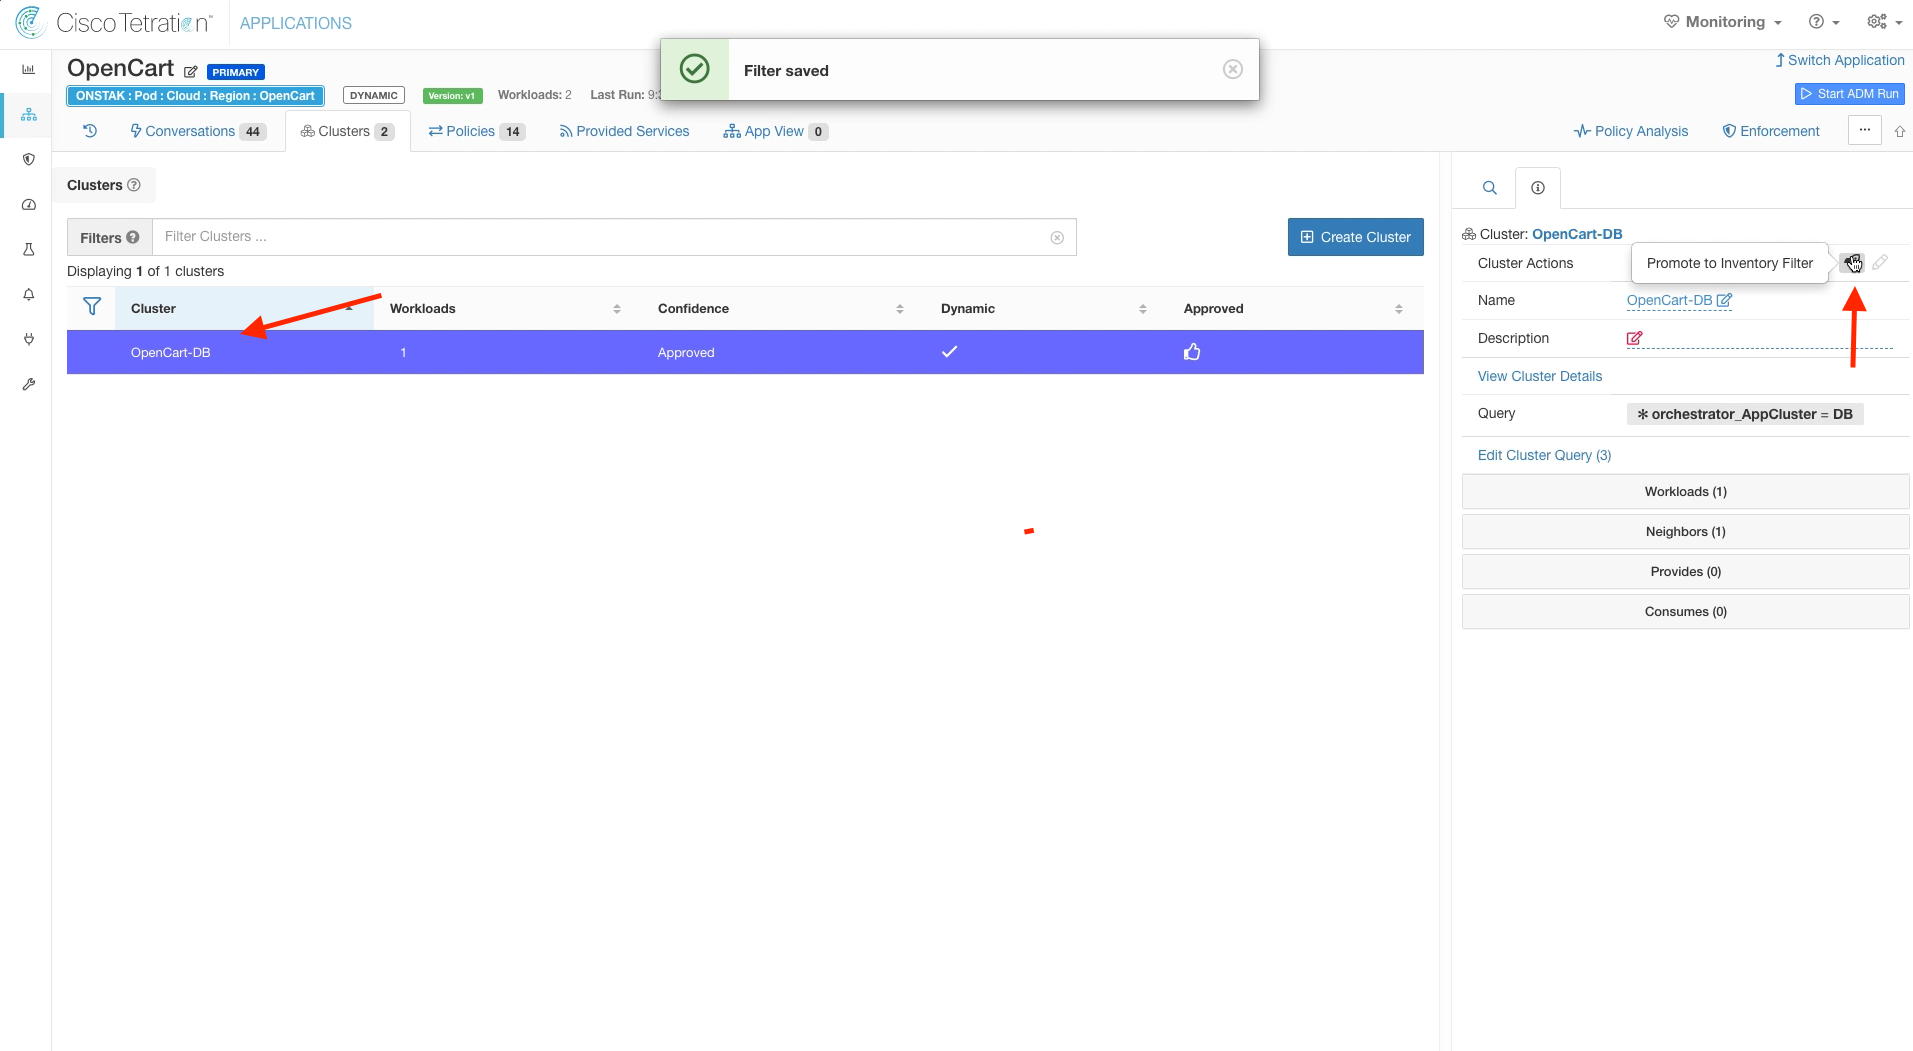 Cisco Tetration™ APPLICATIONS
Monitoring
Filter saved
OpenCart PRIMARY
Switch Application
ONSTAK : Pod : Cloud : Region : OpenCart DYNAMIC Version: v1 Workloads: 2 Last Run: 9:
Start ADM Run
Conversations 44 Clusters 2 Policies 14 Provided Services App View 0 Policy Analysis Enforcement ...
Clusters
Filters Filter Clusters ...
Create Cluster
Displaying 1 of 1 clusters
Cluster Workloads Confidence Dynamic Approved
OpenCart-DB 1 Approved
Cluster: OpenCart-DB
Cluster Actions Promote to Inventory Filter
Name OpenCart-DB
Description
View Cluster Details
Query * orchestrator_AppCluster = DB
Edit Cluster Query (3)
Workloads (1)
Neighbors (1)
Provides (0)
Consumes (0)